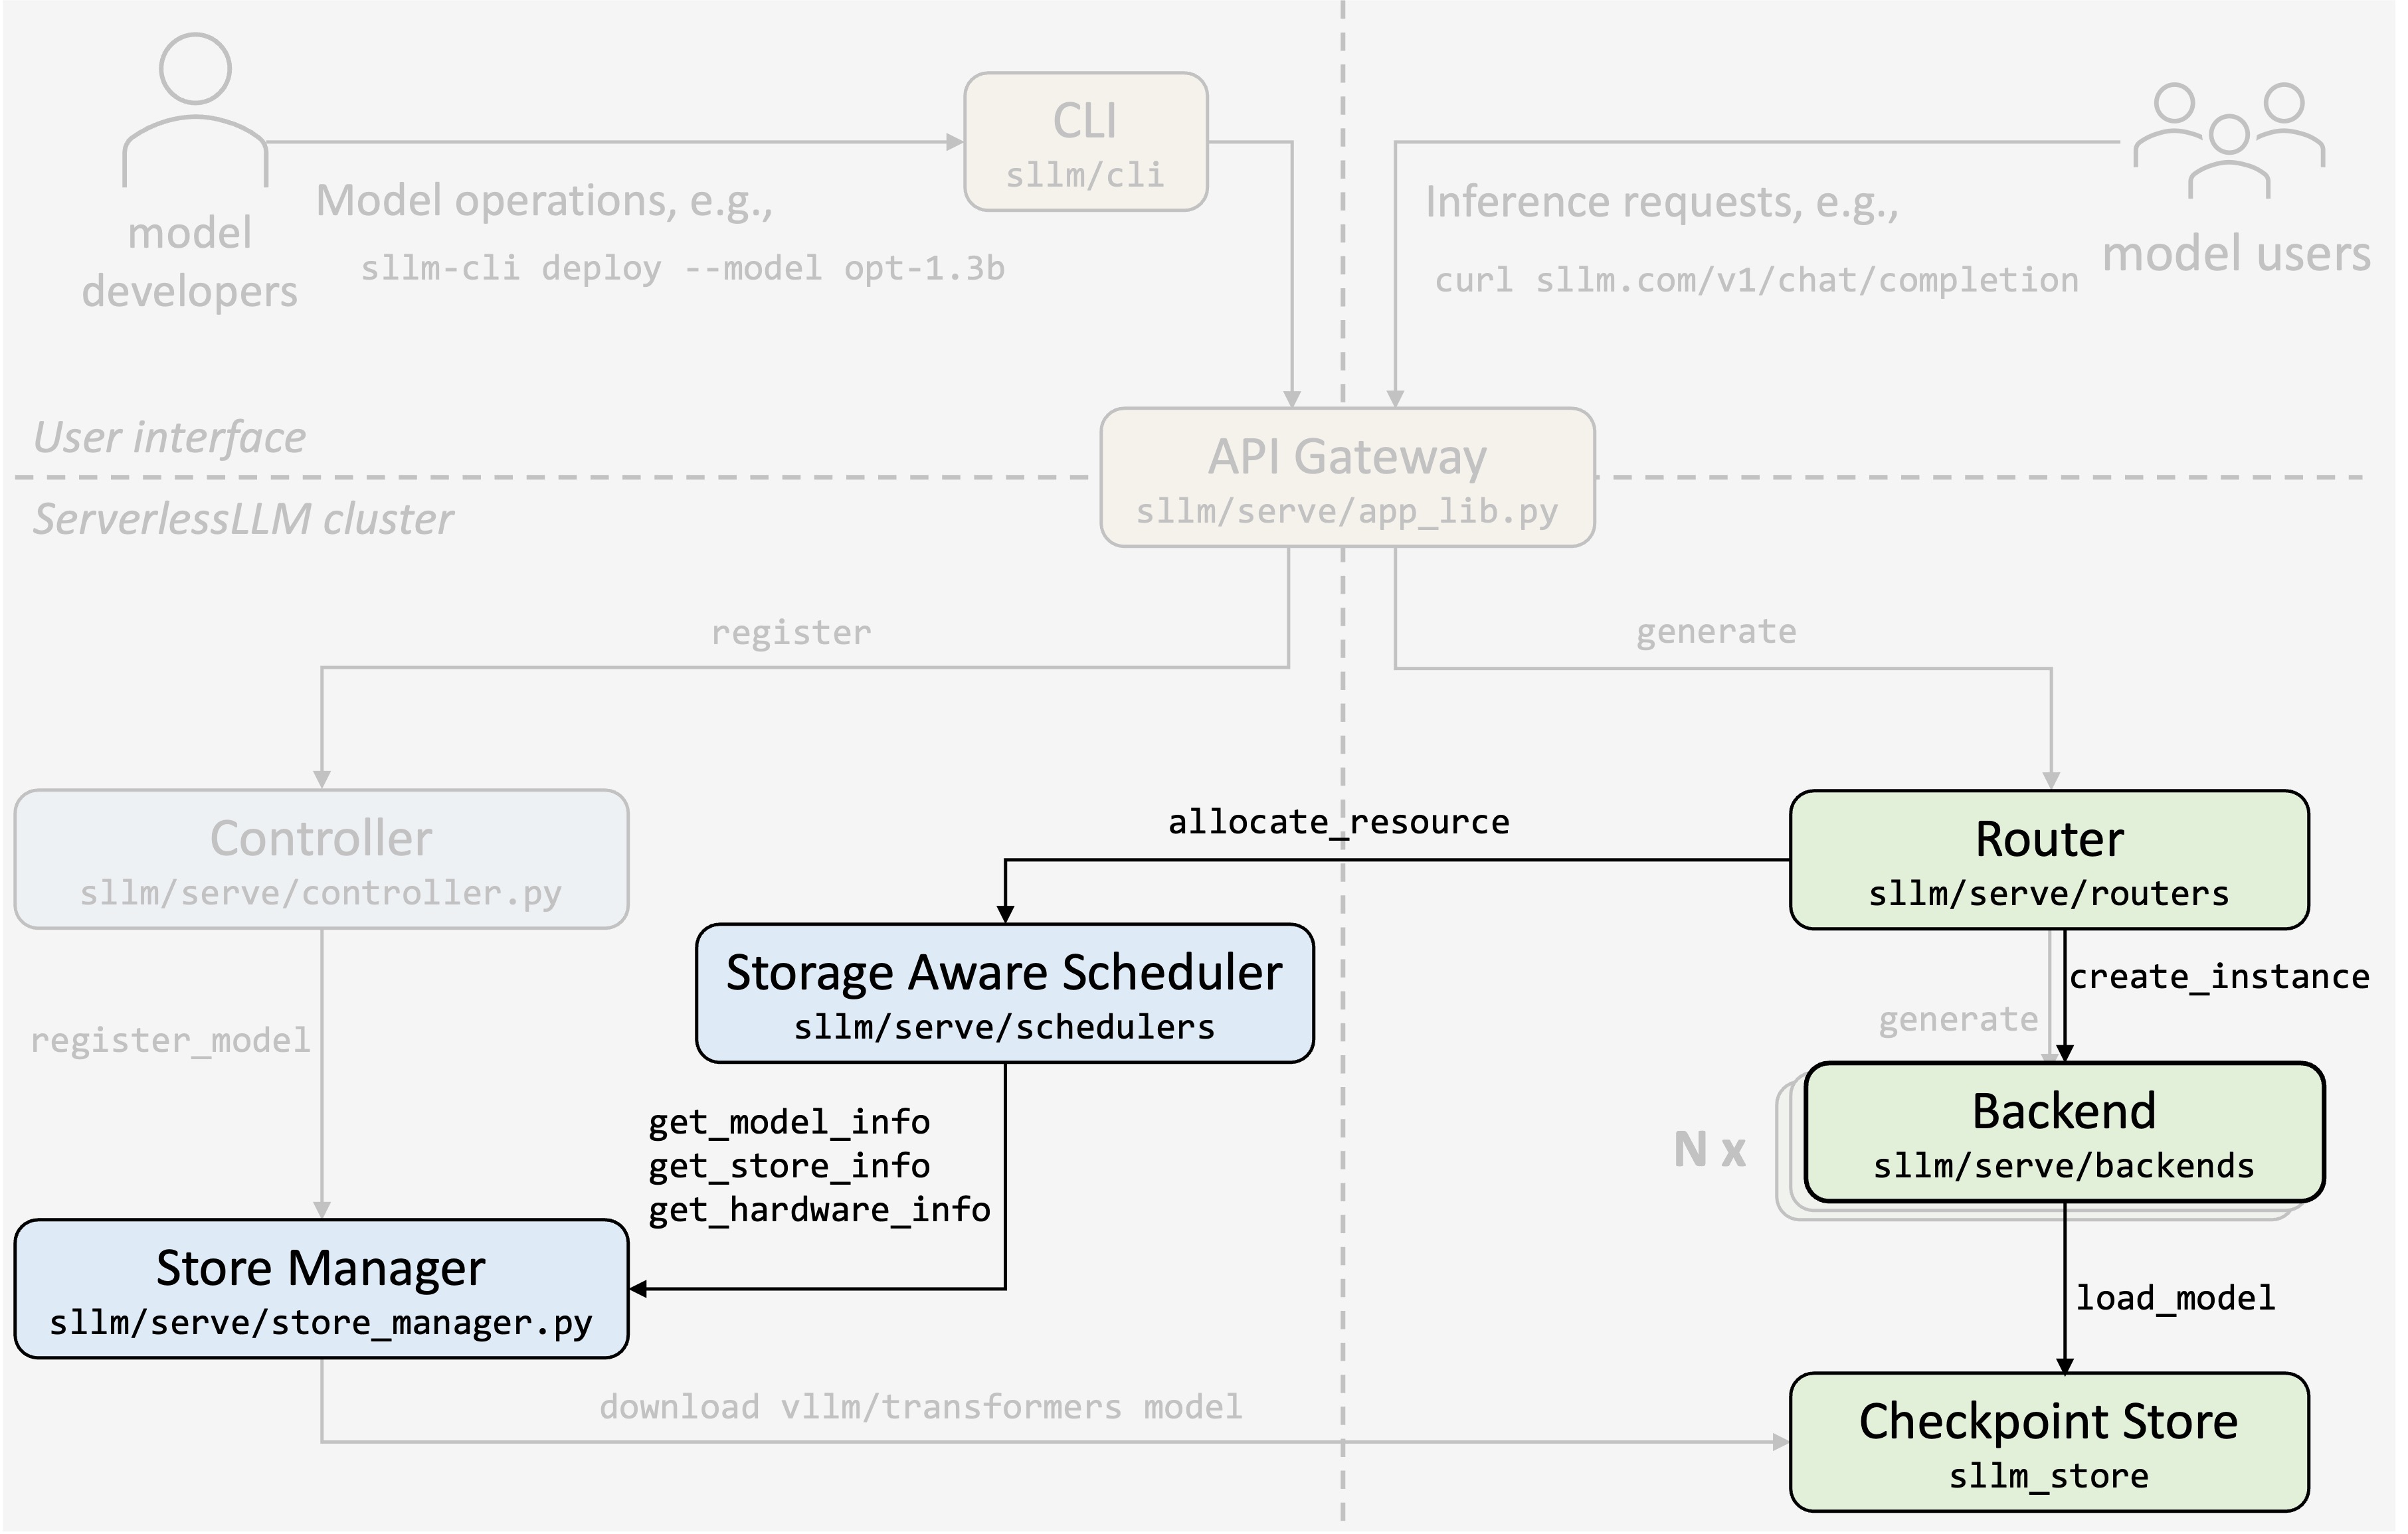 CLI
sllm/cli
model
developers
Model operations, e.g.,
sllm-cli deploy --model opt-1.3b
Inference requests, e.g.,
curl sllm.com/v1/chat/completion
model users
User interface
ServerlessLLM cluster
API Gateway
sllm/serve/app_lib.py
register
generate
Controller
sllm/serve/controller.py
allocate_resource
Router
sllm/serve/routers
Storage Aware Scheduler
sllm/serve/schedulers
create_instance
generate
register_model
get_model_info
get_store_info
get_hardware_info
N x
Backend
sllm/serve/backends
Store Manager
sllm/serve/store_manager.py
load_model
download vllm/transformers model
Checkpoint Store
sllm_store